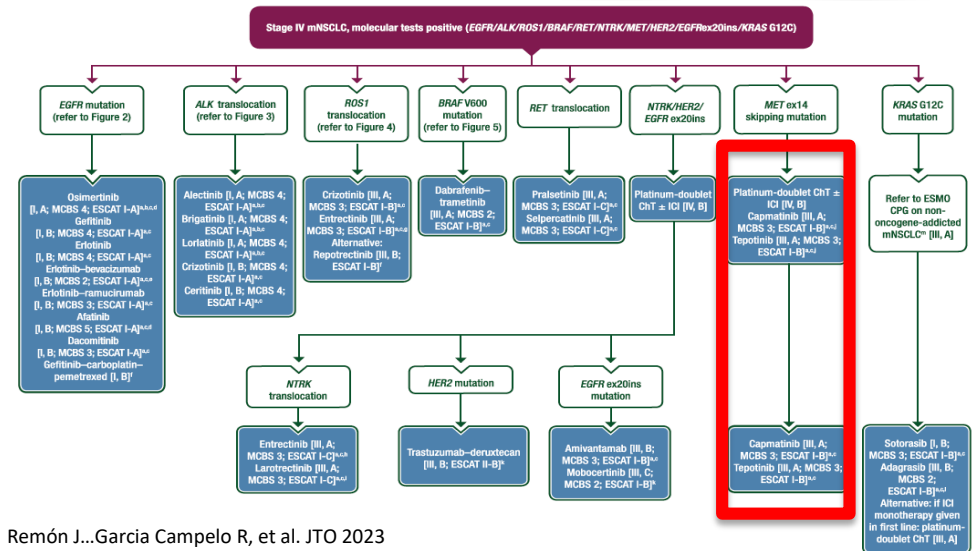 Stage IV mNSCLC, molecular tests positive (EGFR/ALK/ROS1/BRAF/RET/NTRK/MET/HER2/EGFRex20ins/KRAS G12C)
EGFR mutation
(refer to Figure 2)
ALK translocation
(refer to Figure 3)
ROS1
translocation
(refer to Figure 4)
BRAF V600
mutation
(refer to Figure 5)
RET translocation
NTRK/HER2/
EGFR ex20ins
MET ex14
skipping mutation
KRAS G12C
mutation
Osimertinib
[I, A; MCBS 4; ESCAT I-A]a,b,c,d
Gefitinib
[I, B; MCBS 4; ESCAT I-A]a,c
Erlotinib
[I, B; MCBS 4; ESCAT I-A]a,c
Erlotinib–bevacizumab
[I, B; MCBS 2; ESCAT I-A]a,c,e
Erlotinib–ramucirumab
[I, B; MCBS 3; ESCAT I-A]a,c
Afatinib
[I, B; MCBS 5; ESCAT I-A]a,c,d
Dacomitinib
[I, B; MCBS 3; ESCAT I-A]a,c
Gefitinib–carboplatin–
pemetrexed [I, B]f
Alectinib [I, A; MCBS 4;
ESCAT I-A]a,b,c
Brigatinib [I, A; MCBS 4;
ESCAT I-A]a,b,c
Lorlatinib [I, A; MCBS 4;
ESCAT I-A]a,b,c
Crizotinib [I, B; MCBS 4;
ESCAT I-A]a,c
Ceritinib [I, B; MCBS 4;
ESCAT I-A]a,c
Crizotinib [III, A;
MCBS 3; ESCAT I-B]a,c
Entrectinib [III, A;
MCBS 3; ESCAT I-B]a,c,g
Alternative:
Repotrectinib [III, B;
ESCAT I-B]f
Dabrafenib–
trametinib
[III, A; MCBS 2;
ESCAT I-B]a,c
Pralsetinib [III, A;
MCBS 3; ESCAT I-C]a,c
Selpercatinib [III, A;
MCBS 3; ESCAT I-C]a,c
Platinum-doublet
ChT ± ICI [IV, B]
Platinum-doublet ChT ±
ICI [IV, B]
Capmatinib [III, A;
MCBS 3; ESCAT I-B]a,c,j
Tepotinib [III, A; MCBS 3;
ESCAT I-B]a,c,j
Refer to ESMO
CPG on non-
oncogene-addicted
mNSCLCm [III, A]
NTRK
translocation
HER2 mutation
EGFR ex20ins
mutation
Entrectinib [III, A;
MCBS 3; ESCAT I-C]a,c,h
Larotrectinib [III, A;
MCBS 3; ESCAT I-C]a,c,i
Trastuzumab–deruxtecan
[III, B; ESCAT II-B]k
Amivantamab [III, B;
MCBS 3; ESCAT I-B]a,c
Mobocertinib [III, C;
MCBS 2; ESCAT I-B]k
Capmatinib [III, A;
MCBS 3; ESCAT I-B]a,c
Tepotinib [III, A; MCBS 3;
ESCAT I-B]a,c
Sotorasib [I, B;
MCBS 3; ESCAT I-B]a,c
Adagrasib [III, B;
MCBS 2;
ESCAT I-B]a,c,l
Alternative: if ICI
monotherapy given
in first line: platinum-
doublet ChT [III, A]
Remón J...Garcia Campelo R, et al. JTO 2023